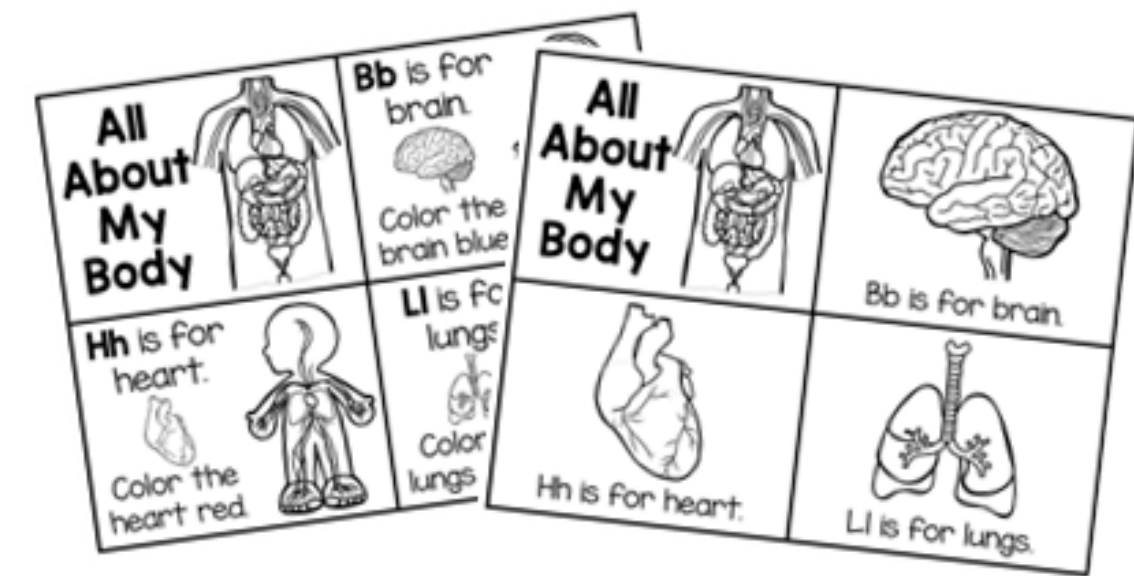 All
About
My
Body
Bb is for
brain.
Color the
brain blue
Hh is for
heart.
Color the
heart red.
Ll is fo
lungs
Color
lungs
All
About
My
Body
Bb is for brain.
Hh is for heart.
Ll is for lungs.